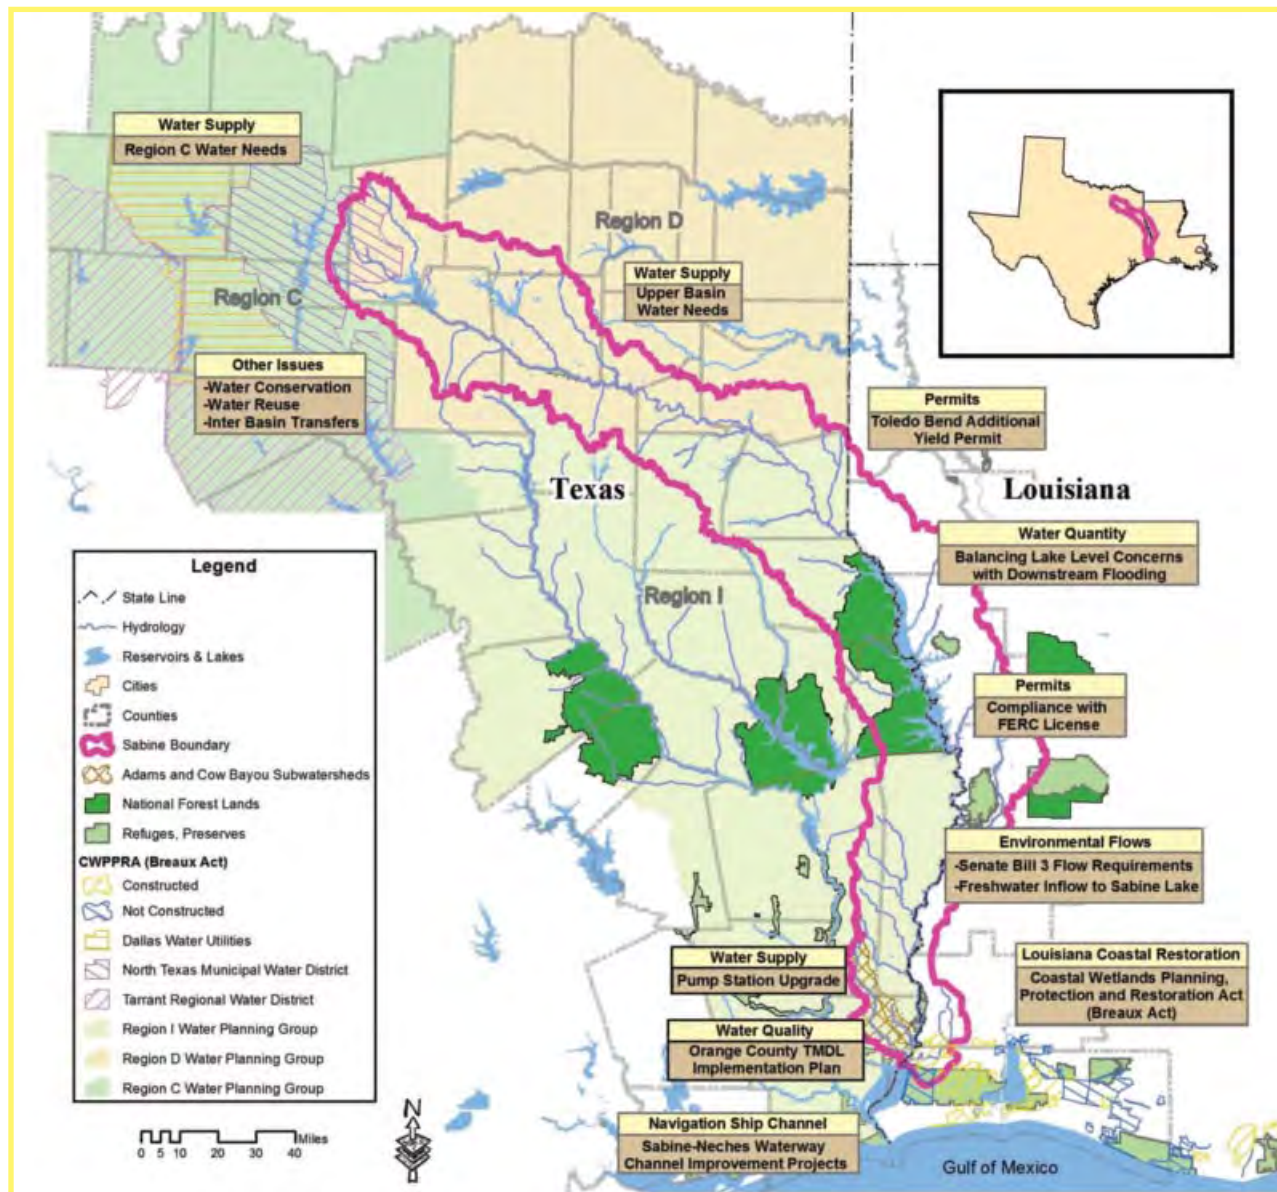 Water Supply
Region C Water Needs
Region D
Water Supply
Upper Basin
Water Needs
Region C
Other Issues
-Water Conservation
-Water Reuse
-Inter Basin Transfers
Permits
Toledo Bend Additional
Yield Permit
Texas
Louisiana
Water Quantity
Balancing Lake Level Concerns
with Downstream Flooding
Region I
Permits
Compliance with
FERC License
Environmental Flows
-Senate Bill 3 Flow Requirements
-Freshwater Inflow to Sabine Lake
Water Supply
Pump Station Upgrade
Louisiana Coastal Restoration
Coastal Wetlands Planning,
Protection and Restoration Act
(Breaux Act)
Water Quality
Orange County TMDL
Implementation Plan
Navigation Ship Channel
Sabine-Neches Waterway
Channel Improvement Projects
Gulf of Mexico
Legend
State Line
Hydrology
Reservoirs & Lakes
Cities
Counties
Sabine Boundary
Adams and Cow Bayou Subwatersheds
National Forest Lands
Refuges, Preserves
CWPPRA (Breaux Act)
Constructed
Not Constructed
Dallas Water Utilities
North Texas Municipal Water District
Tarrant Regional Water District
Region I Water Planning Group
Region D Water Planning Group
Region C Water Planning Group
Miles
0 5 10 20 30 40
N